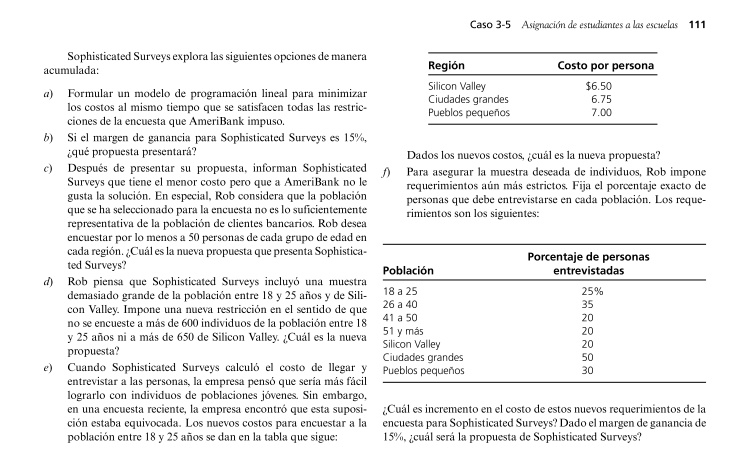 Caso 3-5 Asignación de estudiantes a las escuelas 111
Sophisticated Surveys explora las siguientes opciones de manera
acumulada:
a) Formular un modelo de programación lineal para minimizar
los costos al mismo tiempo que se satisfacen todas las restric-
ciones de la encuesta que AmeriBank impuso.
b) Si el margen de ganancia para Sophisticated Surveys es 15%,
¿qué propuesta presentará?
c) Después de presentar su propuesta, informan Sophisticated
Surveys que tiene el menor costo pero que a AmeriBank no le
gusta la solución. En especial, Rob considera que la población
que se ha seleccionado para la encuesta no es lo suficientemente
representativa de la población de clientes bancarios. Rob desea
encuestar por lo menos a 50 personas de cada grupo de edad en
cada región. ¿Cuál es la nueva propuesta que presenta Sophistica-
ted Surveys?
d) Rob piensa que Sophisticated Surveys incluyó una muestra
demasiado grande de la población entre 18 y 25 años y de Sili-
con Valley. Impone una nueva restricción en el sentido de que
no se encueste a más de 600 individuos de la población entre 18
y 25 años ni a más de 650 de Silicon Valley. ¿Cuál es la nueva
propuesta?
e) Cuando Sophisticated Surveys calculó el costo de llegar y
entrevistar a las personas, la empresa pensó que sería más fácil
lograrlo con individuos de poblaciones jóvenes. Sin embargo,
en una encuesta reciente, la empresa encontró que esta suposi-
ción estaba equivocada. Los nuevos costos para encuestar a la
población entre 18 y 25 años se dan en la tabla que sigue:
Región Costo por persona
Silicon Valley $6.50
Ciudades grandes 6.75
Pueblos pequeños 7.00
Dados los nuevos costos, ¿cuál es la nueva propuesta?
f) Para asegurar la muestra deseada de individuos, Rob impone
requerimientos aún más estrictos. Fija el porcentaje exacto de
personas que debe entrevistarse en cada población. Los reque-
rimientos son los siguientes:
Porcentaje de personas
Población entrevistadas
18 a 25 25%
26 a 40 35
41 a 50 20
51 y más 20
Silicon Valley 20
Ciudades grandes 50
Pueblos pequeños 30
¿Cuál es incremento en el costo de estos nuevos requerimientos de la
encuesta para Sophisticated Surveys? Dado el margen de ganancia de
15%, ¿cuál será la propuesta de Sophisticated Surveys?